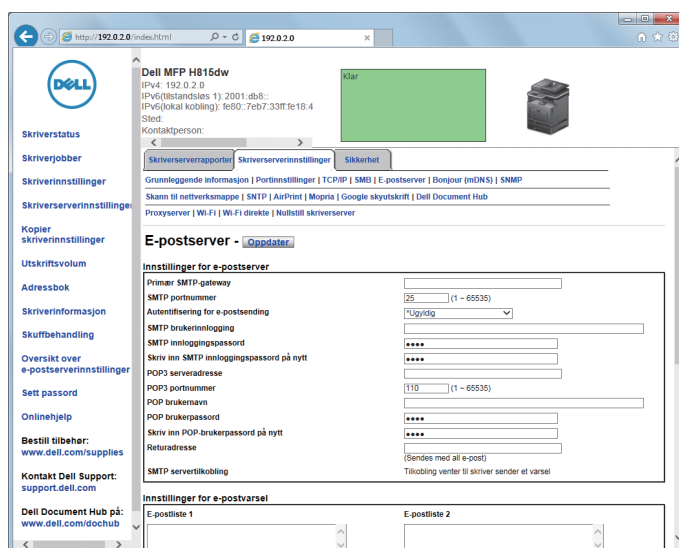 http://192.0.2.0/index.html
192.0.2.0
DELL
Skriverstatus
Skriverjobber
Skriverinnstillinger
Skriverserverinnstillinger
Kopier
skriverinnstillinger
Utskriftsvolum
Adressbok
Skriverinformasjon
Skuffbehandling
Oversikt over
e-postserverinnstillinger
Sett passord
Onlinehjelp
Bestill tilbehør:
www.dell.com/supplies
Kontakt Dell Support:
support.dell.com
Dell Document Hub på:
www.dell.com/dochub
Dell MFP H815dw
IPv4: 192.0.2.0
IPv6(tilstandsløs 1): 2001:db8::
IPv6(lokal kobling): fe80::7eb7:33ff:fe18:4
Sted:
Kontaktperson:
Klar
Skriverserverrapporter Skriverserverinnstillinger Sikkerhet
Grunnleggende informasjon | Portinnstillinger | TCP/IP | SMB | E-postserver | Bonjour (mDNS) | SNMP
Skann til nettverksmappe | SNTP | AirPrint | Mopria | Google skyutskrift | Dell Document Hub
Proxyserver | Wi-Fi | Wi-Fi direkte | Nullstill skriverserver
E-postserver - Oppdater
Innstillinger for e-postserver
Primær SMTP-gateway
SMTP portnummer 25 (1 ~ 65535)
Autentifisering for e-postsending *Ugyldig
SMTP brukerinnlogging
SMTP innloggingspassord ••••
Skriv inn SMTP innloggingspassord på nytt ••••
POP3 serveradresse
POP3 portnummer 110 (1 ~ 65535)
POP brukernavn
POP brukerpassord ••••
Skriv inn POP-brukerpassord på nytt ••••
Returadresse
(Sendes med all e-post)
SMTP servertilkobling Tilkobling venter til skriver sender et varsel
Innstillinger for e-postvarsel
E-postliste 1 E-postliste 2